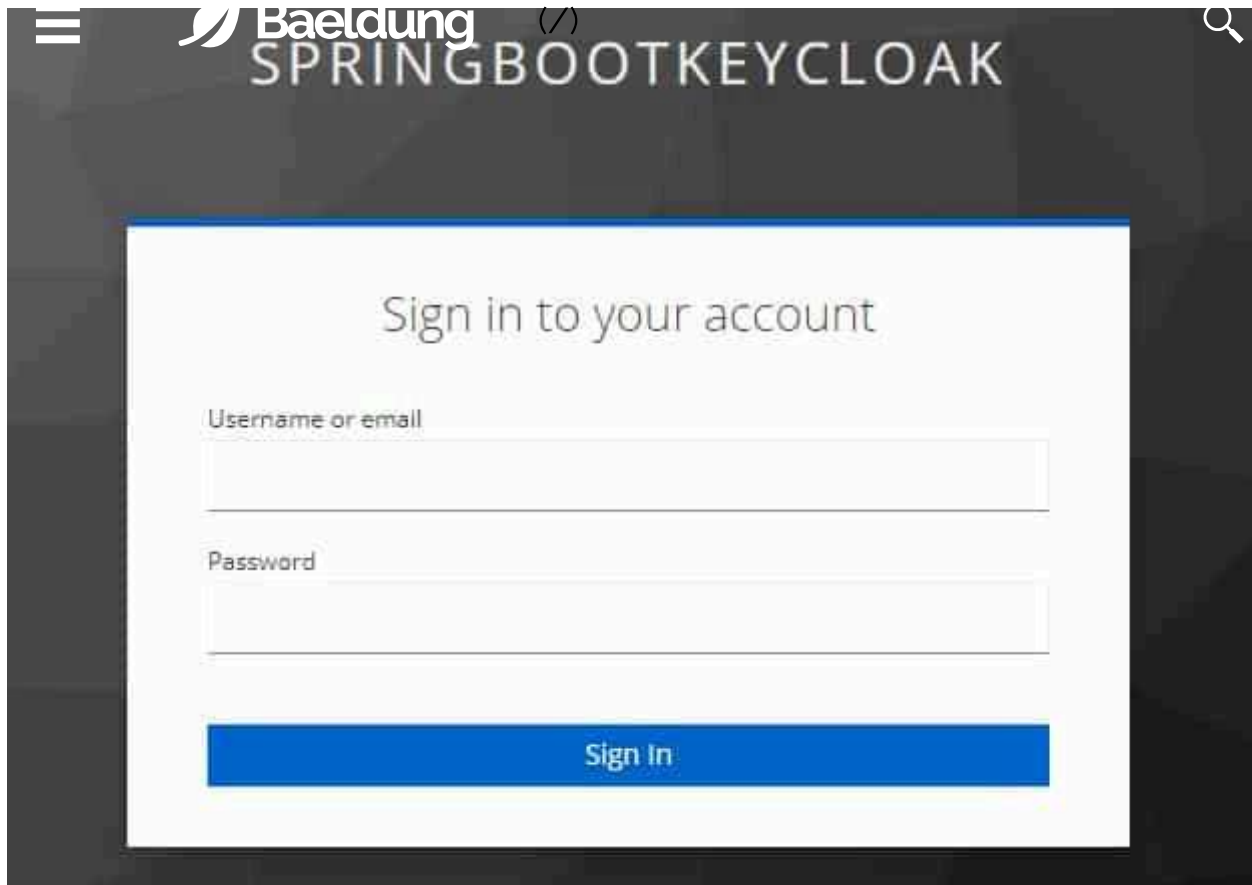 Baeldung (/)
SPRINGBOOTKEYCLOAK
Sign in to your account
Username or email
Password
Sign In